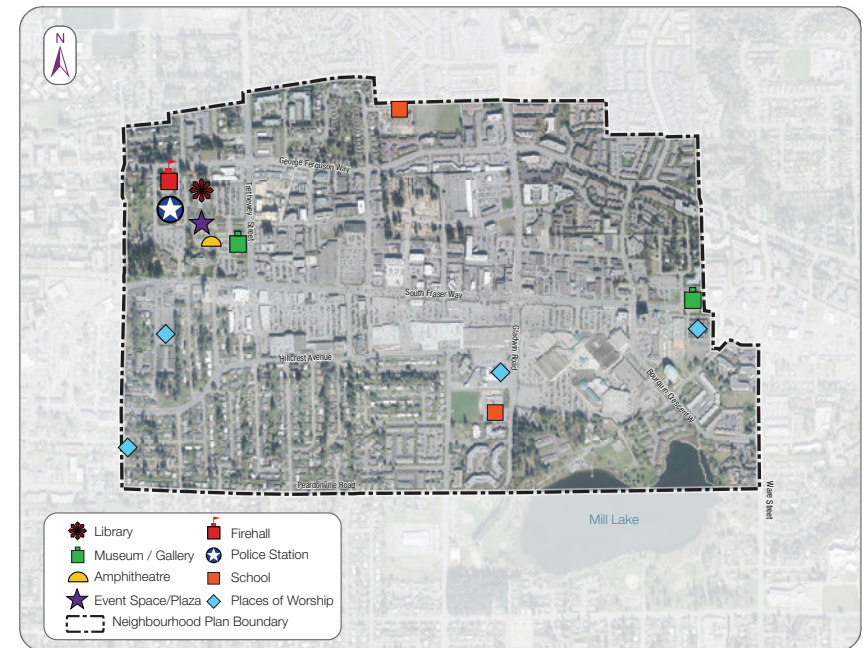 N
George Ferguson Way
Trethewey Street
South Fraser Way
Gladwin Road
Hillcrest Avenue
Bourquin Crescent W
Peardonville Road
Ware Street
Mill Lake
Library
Firehall
Museum / Gallery
Police Station
Amphitheatre
School
Event Space/Plaza
Places of Worship
Neighbourhood Plan Boundary